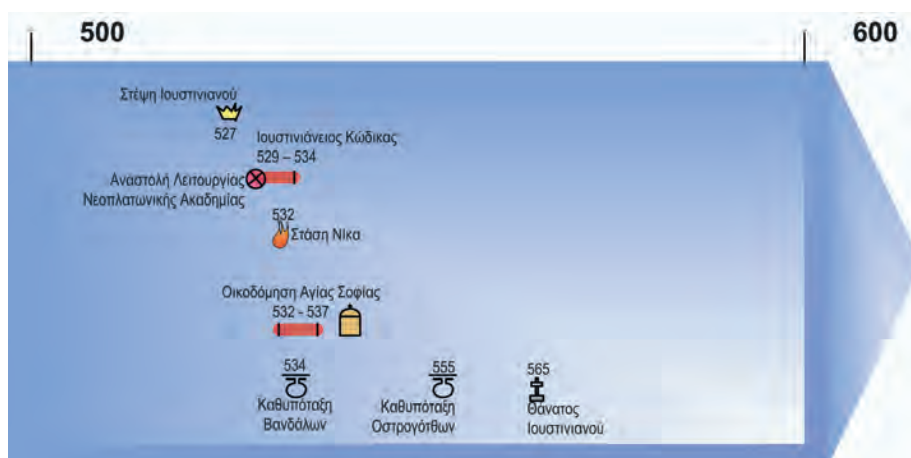 500 600
Στέψη Ιουστινιανού
527
Ιουστινιάνειος Κώδικας
529 – 534
Αναστολή Λειτουργίας
Νεοπλατωνικής Ακαδημίας
532
Στάση Νίκα
Οικοδόμηση Αγίας Σοφίας
532 - 537
534
Καθυπόταξη
Βανδάλων
555
Καθυπόταξη
Οστρογότθων
565
Θάνατος
Ιουστινιανού